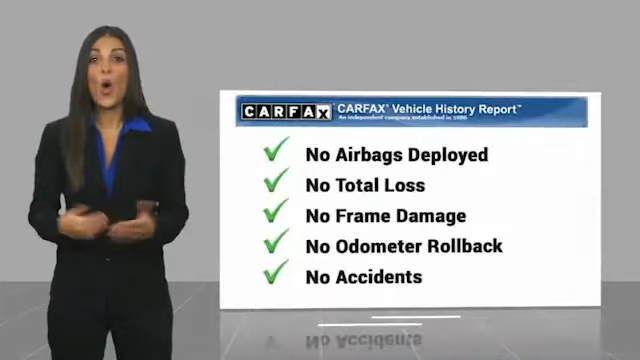 CARFAX CARFAX® Vehicle History Report™
An independent company established in 1986
No Airbags Deployed
No Total Loss
No Frame Damage
No Odometer Rollback
No Accidents